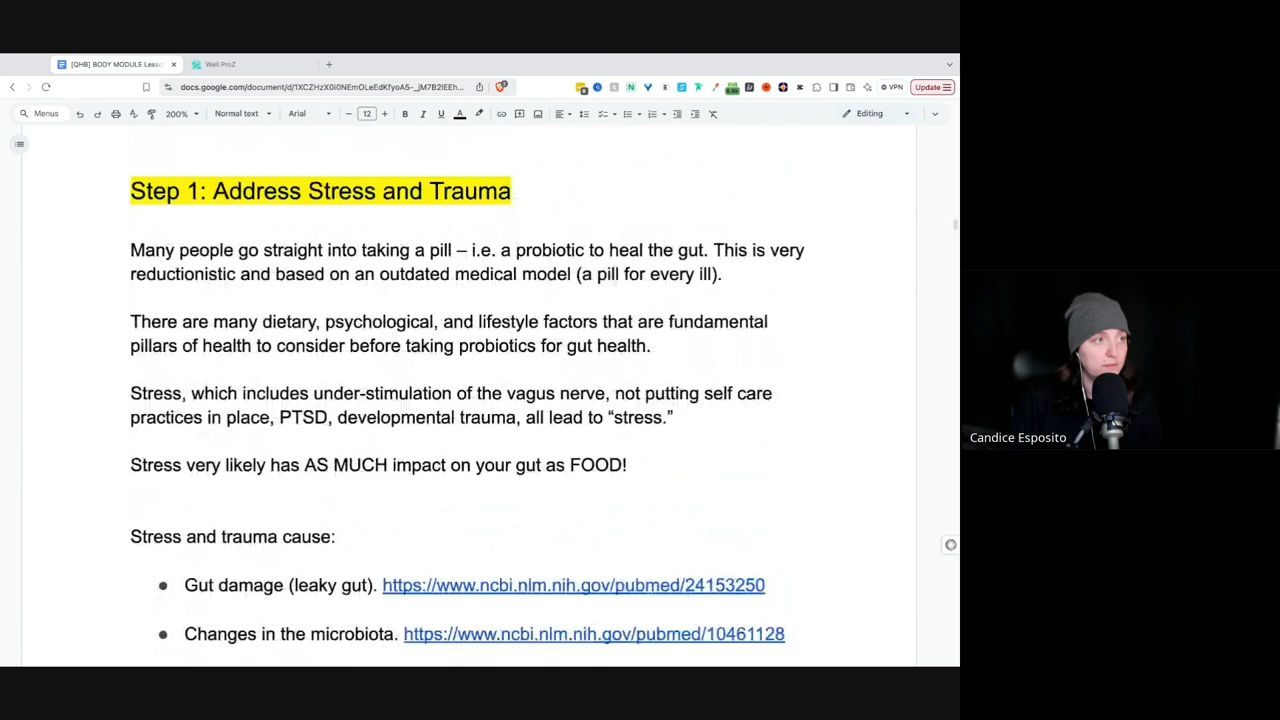 [QHB] BODY MODULE Lesso
Well ProZ
docs.google.com/document/d/1XCZHzX0i0NEmOLeEdKfyoA5-_jM7B2lEEh...
VPN
Update
Menus
200%
Normal text
Arial
12
B
I
U
A
Editing
Step 1: Address Stress and Trauma
Many people go straight into taking a pill – i.e. a probiotic to heal the gut. This is very
reductionistic and based on an outdated medical model (a pill for every ill).
There are many dietary, psychological, and lifestyle factors that are fundamental
pillars of health to consider before taking probiotics for gut health.
Stress, which includes under-stimulation of the vagus nerve, not putting self care
practices in place, PTSD, developmental trauma, all lead to “stress.”
Stress very likely has AS MUCH impact on your gut as FOOD!
Stress and trauma cause:
● Gut damage (leaky gut). https://www.ncbi.nlm.nih.gov/pubmed/24153250
● Changes in the microbiota. https://www.ncbi.nlm.nih.gov/pubmed/10461128
Candice Esposito